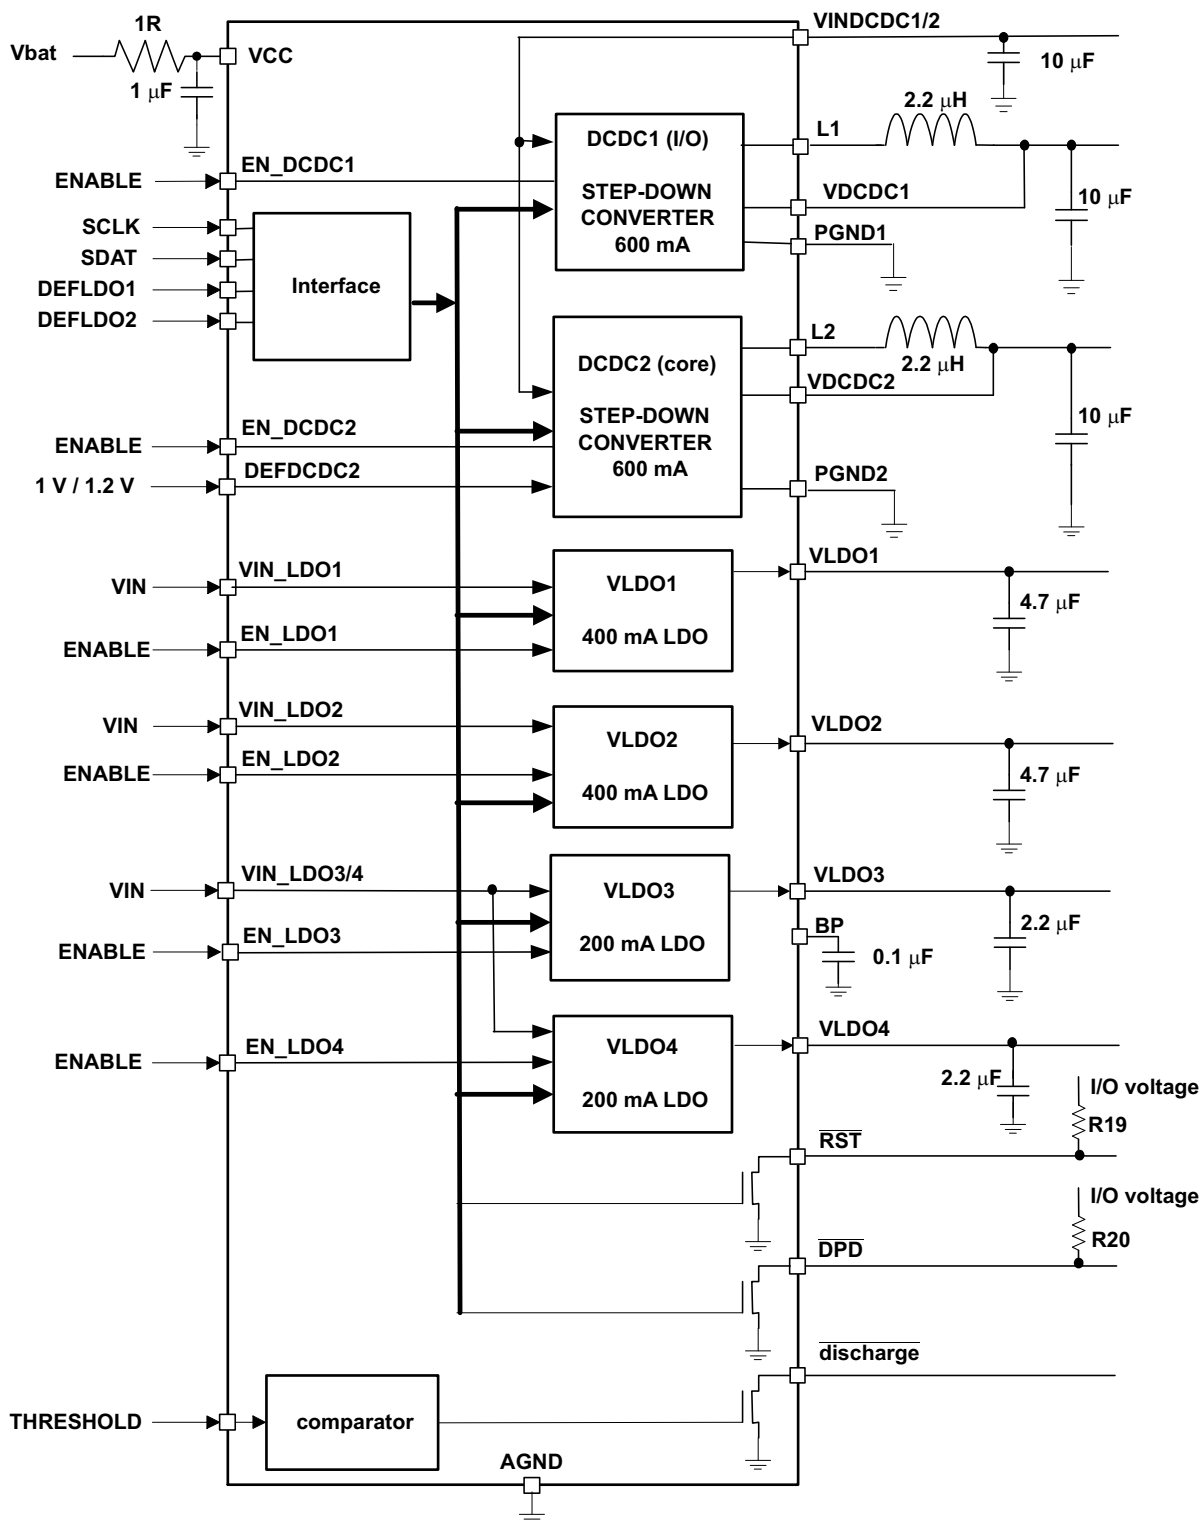 1R
Vbat
VCC
1 μF
VINDCDC1/2
10 μF
2.2 μH
L1
DCDC1 (I/O)
STEP-DOWN
CONVERTER
600 mA
VDCDC1
10 μF
PGND1
EN_DCDC1
ENABLE
SCLK
SDAT
DEFLDO1
DEFLDO2
Interface
L2
2.2 μH
DCDC2 (core)
STEP-DOWN
CONVERTER
600 mA
VDCDC2
10 μF
PGND2
EN_DCDC2
ENABLE
DEFDCDC2
1 V / 1.2 V
VIN
VIN_LDO1
ENABLE
EN_LDO1
VLDO1
400 mA LDO
VLDO1
4.7 μF
VIN
VIN_LDO2
ENABLE
EN_LDO2
VLDO2
400 mA LDO
VLDO2
4.7 μF
VIN
VIN_LDO3/4
ENABLE
EN_LDO3
VLDO3
200 mA LDO
VLDO3
2.2 μF
BP
0.1 μF
ENABLE
EN_LDO4
VLDO4
200 mA LDO
VLDO4
2.2 μF
I/O voltage
R19
RST
I/O voltage
R20
DPD
discharge
THRESHOLD
comparator
AGND